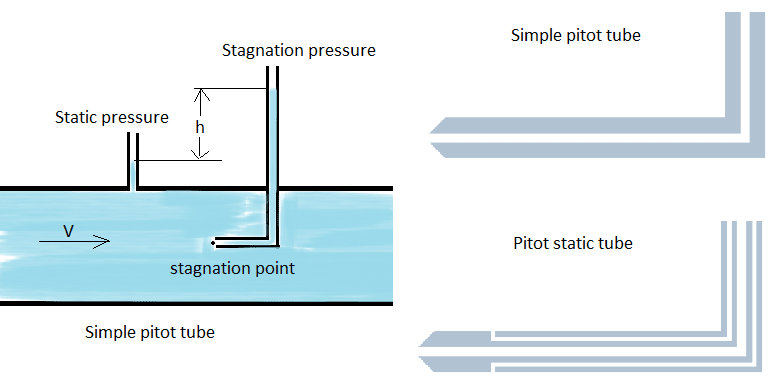 Stagnation pressure
Static pressure
h
V
stagnation point
Simple pitot tube
Simple pitot tube
Pitot static tube